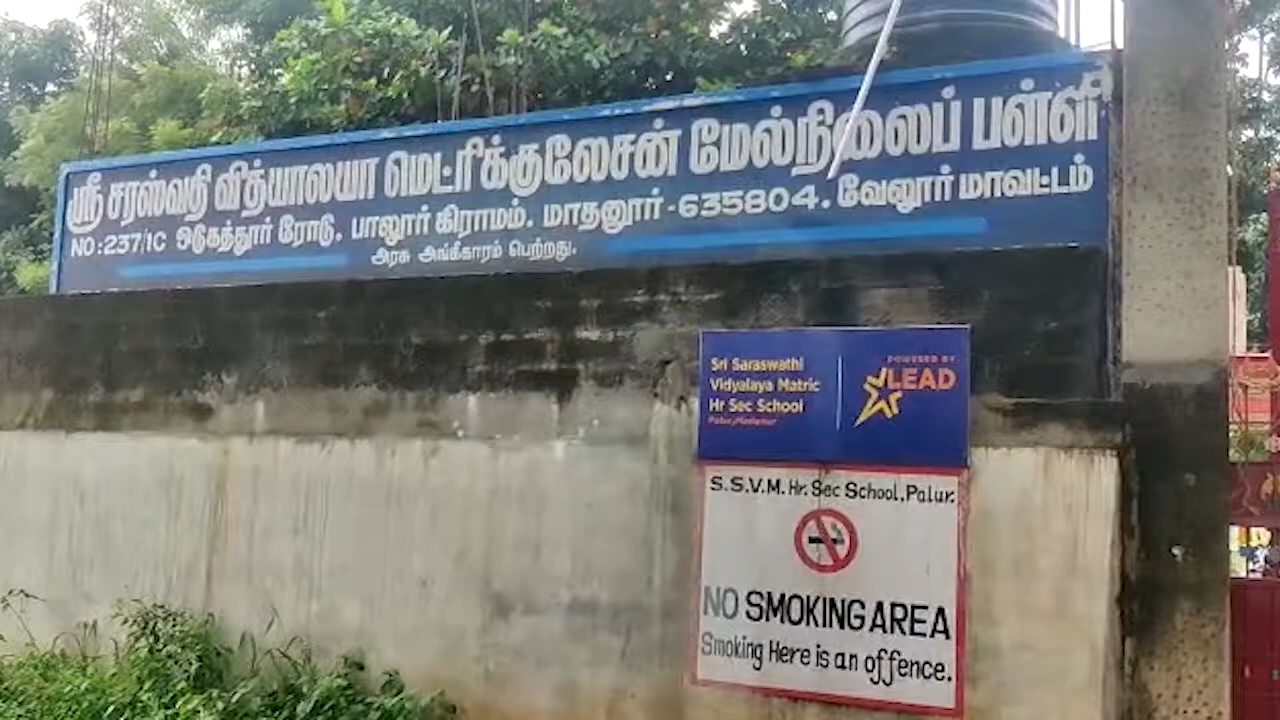 ஸ்ரீ சரஸ்வதி வித்யாலயா மெட்ரிக்குலேசன் மேல்நிலைப் பள்ளி
NO:237/1C ஒடுகத்தூர் ரோடு. பாலூர் கிராமம். மாதனூர்-635804. வேலூர் மாவட்டம்
அரசு அங்கீகாரம் பெற்றது.
Sri Saraswathi
Vidyalaya Matric
Hr Sec School
Palur,Madanur
POWERED BY
LEAD
S.S.V.M. Hr. Sec School, Palur.
NO SMOKING AREA
Smoking Here is an offence.